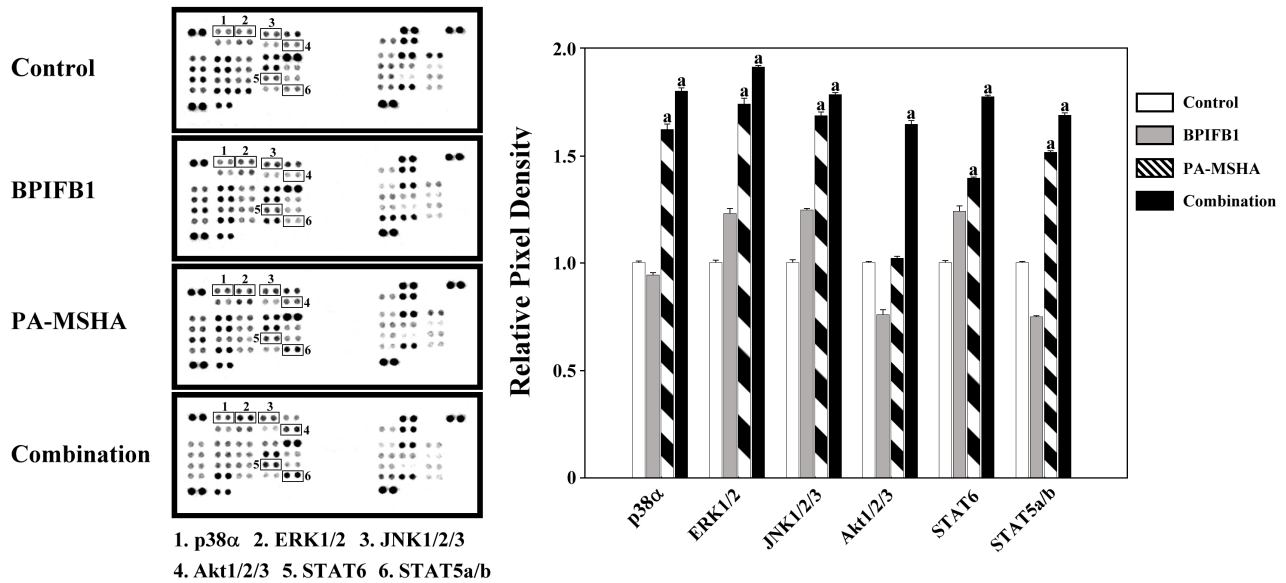 Control
1 2 3
4
5
6
BPIFB1
1 2 3
4
5
6
PA-MSHA
1 2 3
4
5
6
Combination
1 2 3
4
5
6
1. p38α 2. ERK1/2 3. JNK1/2/3
4. Akt1/2/3 5. STAT6 6. STAT5a/b
Relative Pixel Density
2.0
1.5
1.0
0.5
0
a a
a a
a a
a
a a
a a
p38α
ERK1/2
JNK1/2/3
Akt1/2/3
STAT6
STAT5a/b
Control
BPIFB1
PA-MSHA
Combination